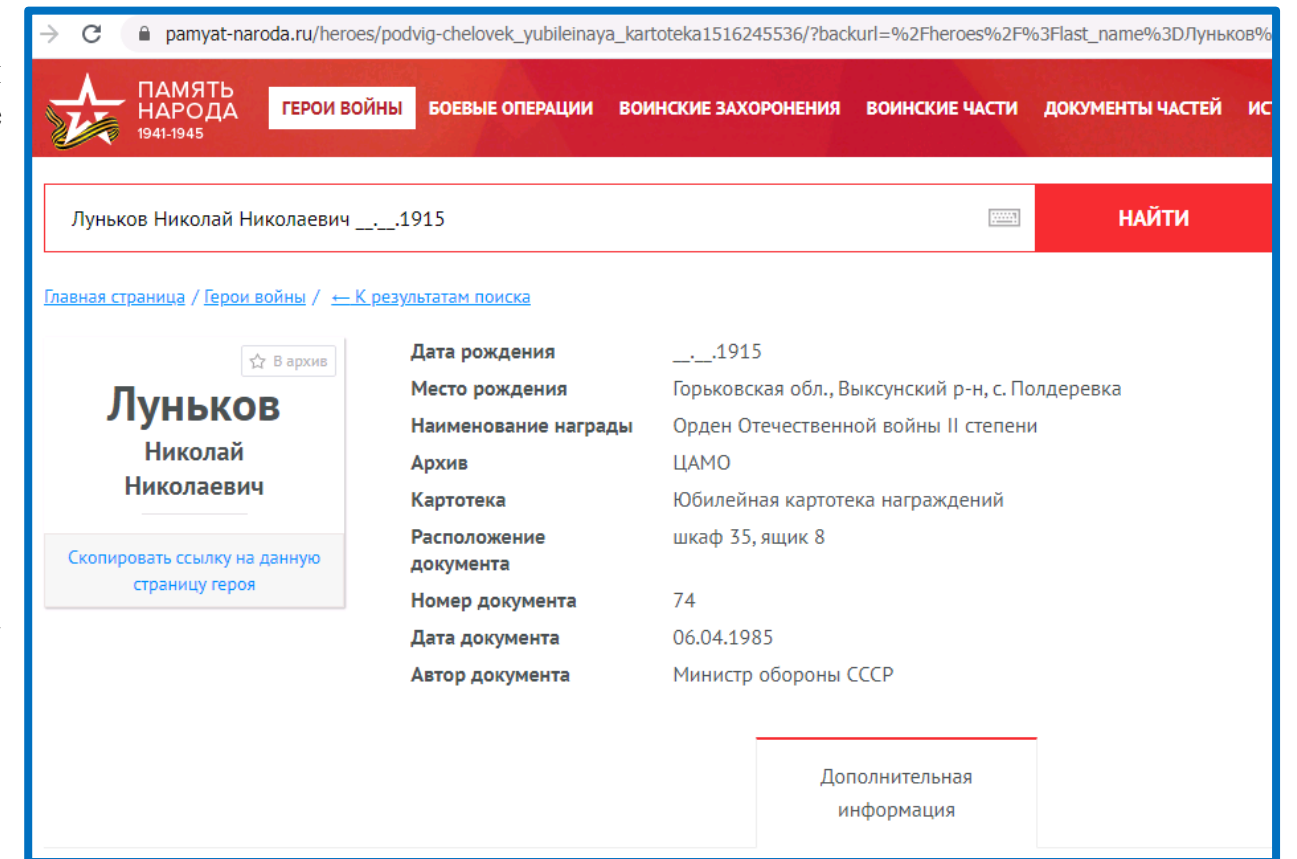 pamyat-naroda.ru/heroes/podvig-chelovek_yubileinaya_kartoteka1516245536/?backurl=%2Fheroes%2F%3Flast_name%3DЛуньков%
ПАМЯТЬ
НАРОДА
1941-1945
ГЕРОИ ВОЙНЫ БОЕВЫЕ ОПЕРАЦИИ ВОИНСКИЕ ЗАХОРОНЕНИЯ ВОИНСКИЕ ЧАСТИ ДОКУМЕНТЫ ЧАСТЕЙ ИС
Луньков Николай Николаевич __.__.1915 НАЙТИ
Главная страница / Герои войны / ← К результатам поиска
В архив
Луньков
Николай
Николаевич
Скопировать ссылку на данную
страницу героя
Дата рождения __.__.1915
Место рождения Горьковская обл., Выксунский р-н, с. Полдеревка
Наименование награды Орден Отечественной войны II степени
Архив ЦАМО
Картотека Юбилейная картотека награждений
Расположение шкаф 35, ящик 8
документа
Номер документа 74
Дата документа 06.04.1985
Автор документа Министр обороны СССР
Дополнительная
информация